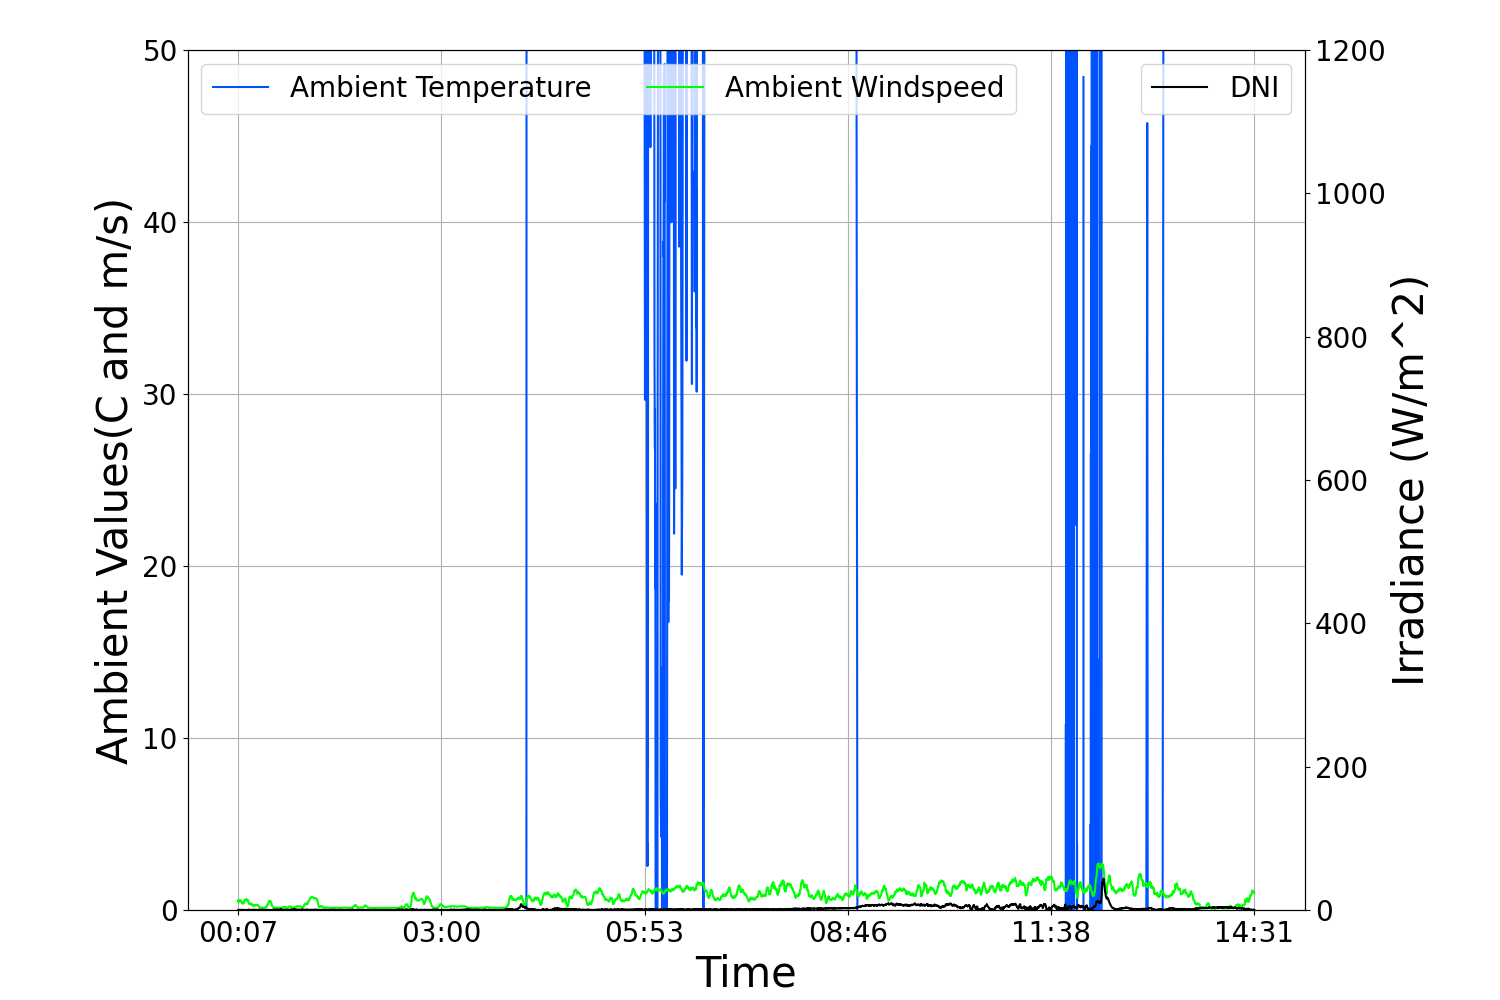 50
40
30
20
10
0
Ambient Values(C and m/s)
Ambient Temperature
Ambient Windspeed
DNI
1200
1000
800
600
400
200
0
Irradiance (W/m^2)
00:07 03:00 05:53 08:46 11:38 14:31
Time